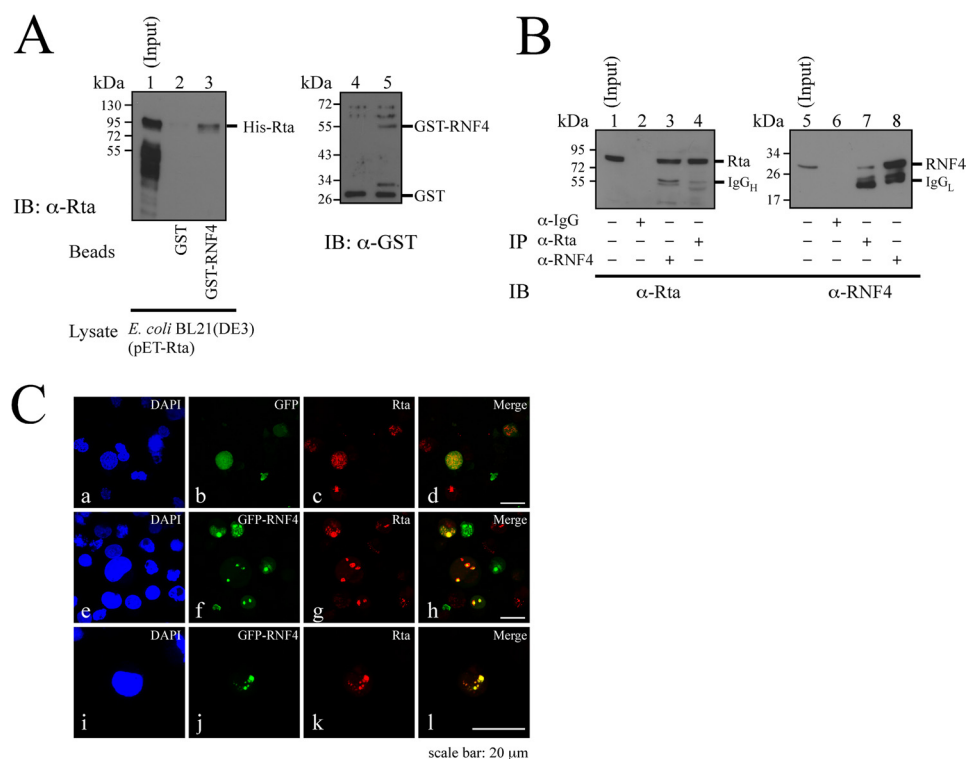 A
kDa
(Input)
1 2 3
130
95
72
55
His-Rta
IB: α-Rta
Beads
GST
GST-RNF4
Lysate
E. coli BL21(DE3)
(pET-Rta)
kDa 4 5
72
55
43
34
26
GST-RNF4
GST
IB: α-GST
B
kDa
(Input)
1 2 3 4
95
72
55
Rta
IgGH
kDa
(Input)
5 6 7 8
34
26
17
RNF4
IgGL
IP
α-IgG − + − − − + − −
α-Rta − − − + − − + −
α-RNF4 − − + − − − − +
IB α-Rta α-RNF4
C
DAPI GFP Rta Merge
a b c d
DAPI GFP-RNF4 Rta Merge
e f g h
DAPI GFP-RNF4 Rta Merge
i j k l
scale bar: 20 μm